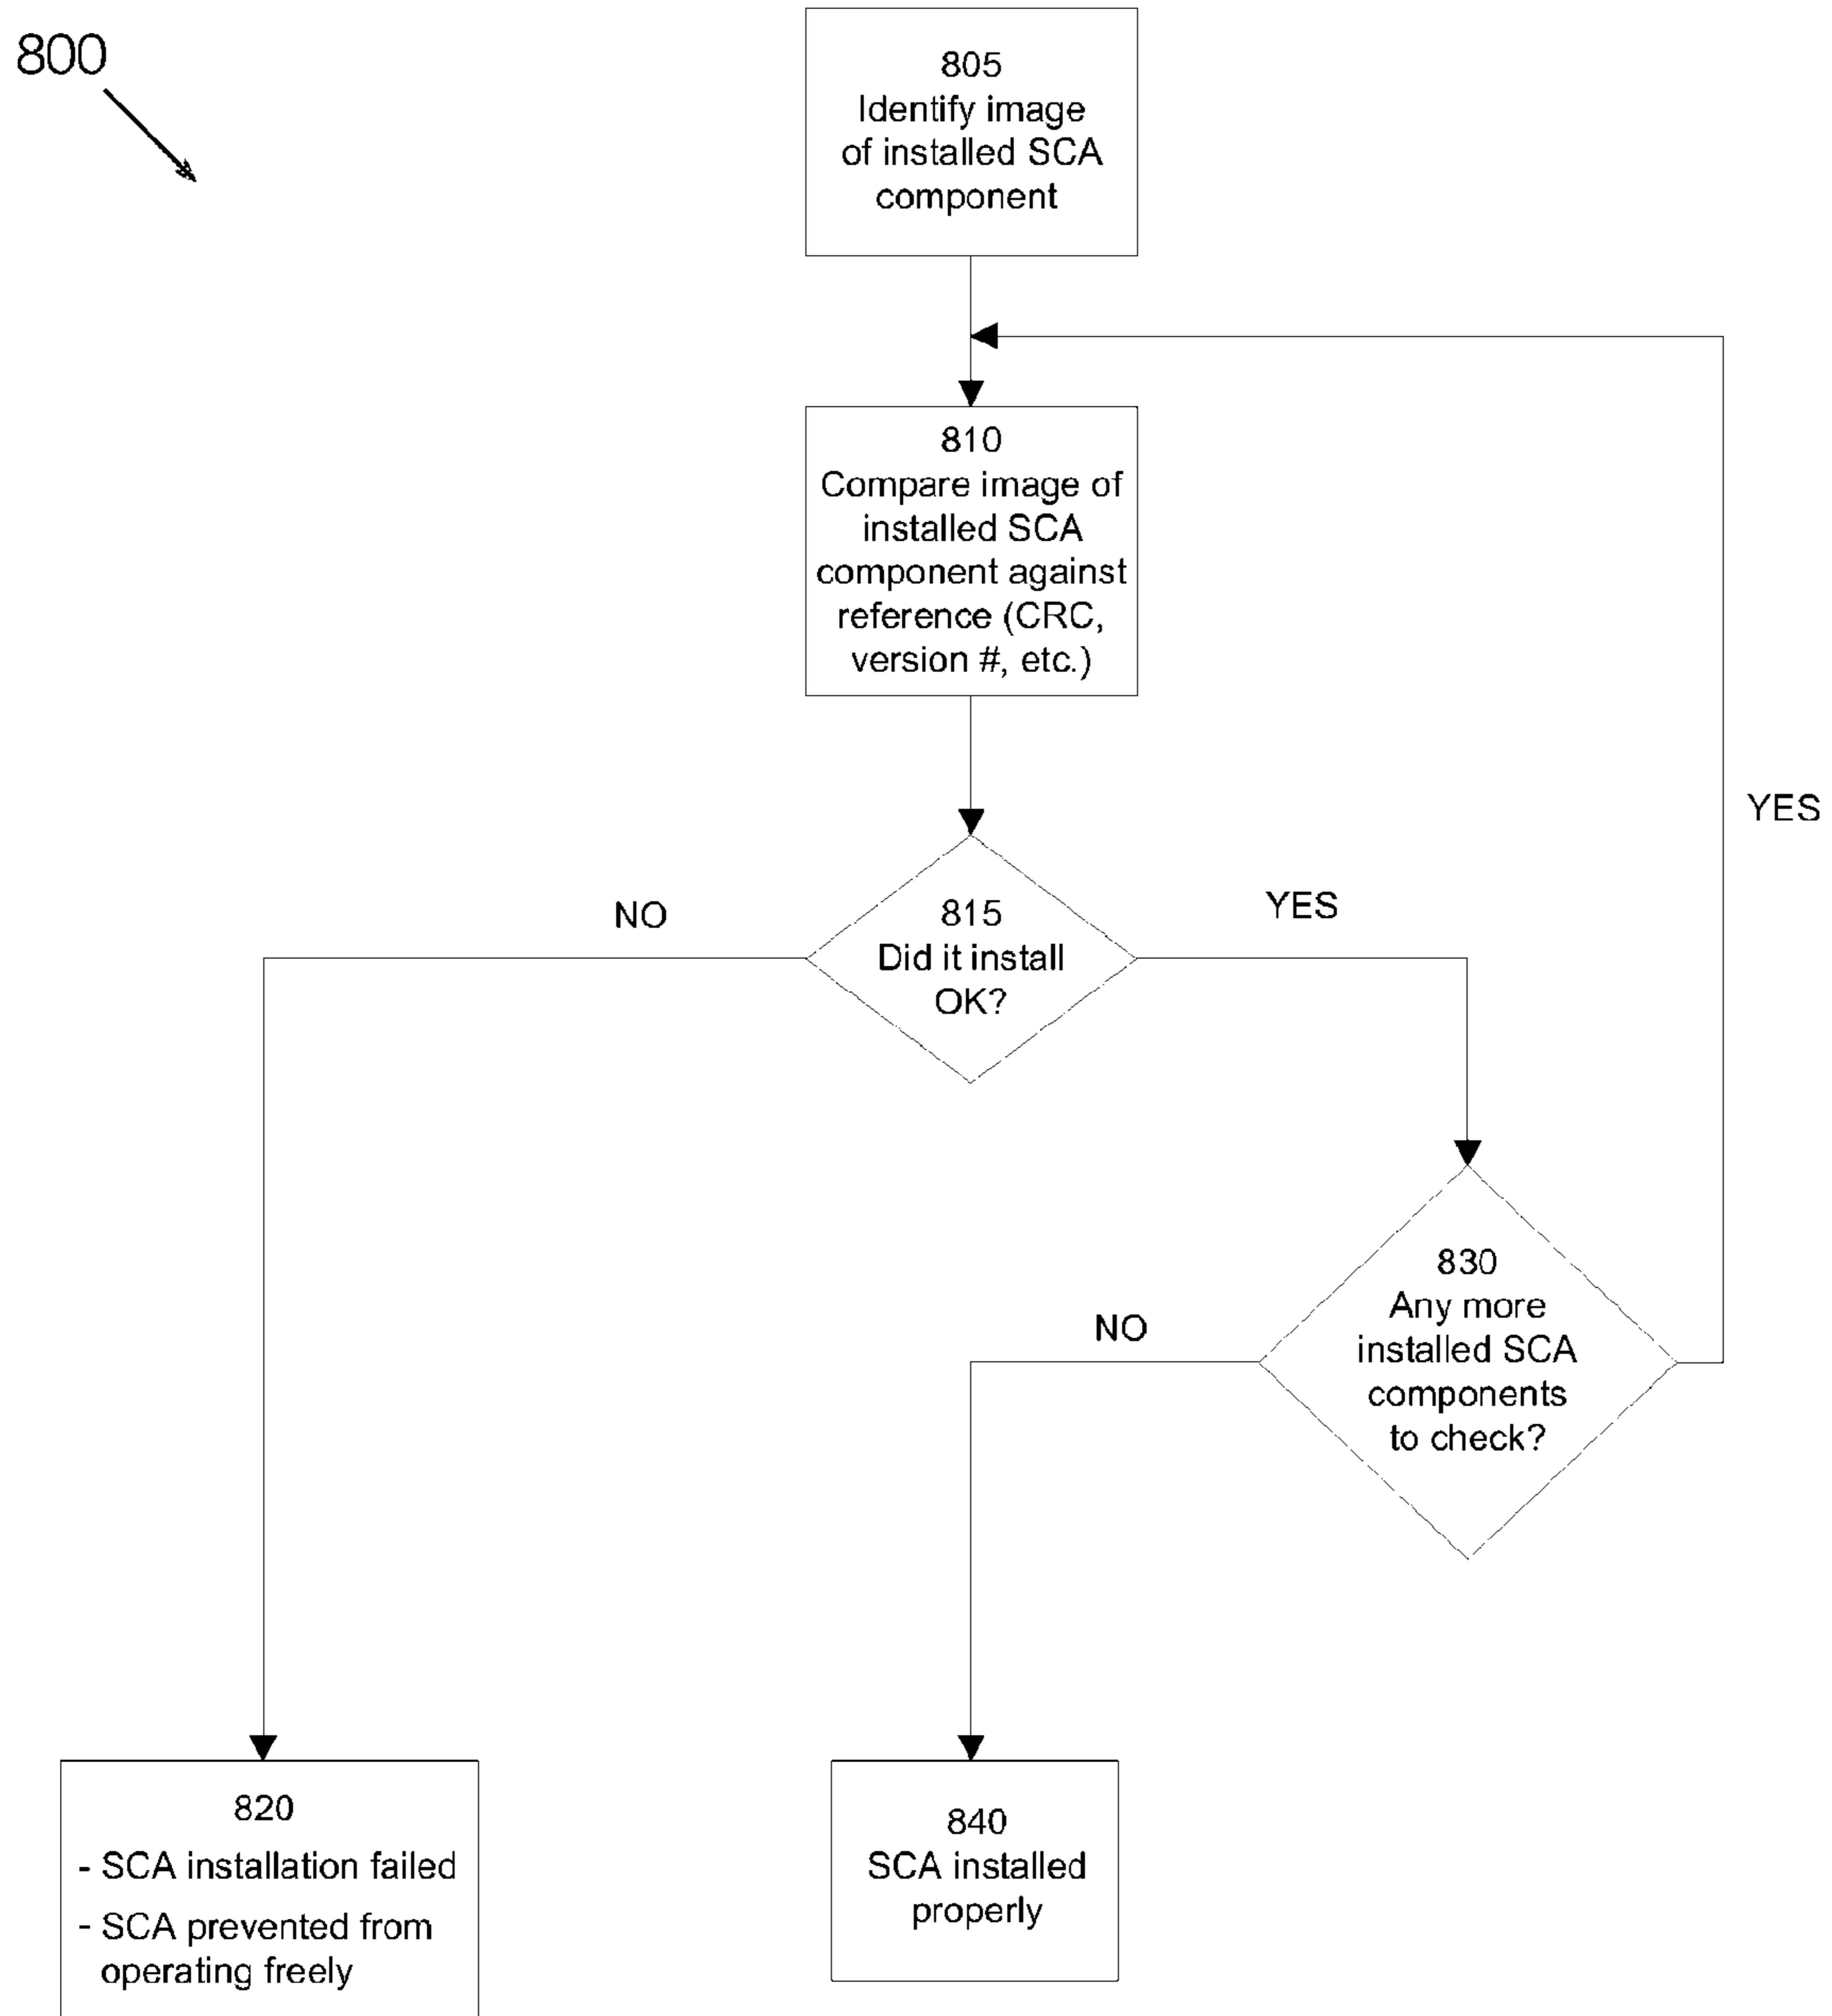 800
805
Identify image
of installed SCA
component
810
Compare image of
installed SCA
component against
reference (CRC,
version #, etc.)
YES
NO
815
Did it install
OK?
YES
830
Any more
installed SCA
components
to check?
NO
820
- SCA installation failed
- SCA prevented from
operating freely
840
SCA installed
properly